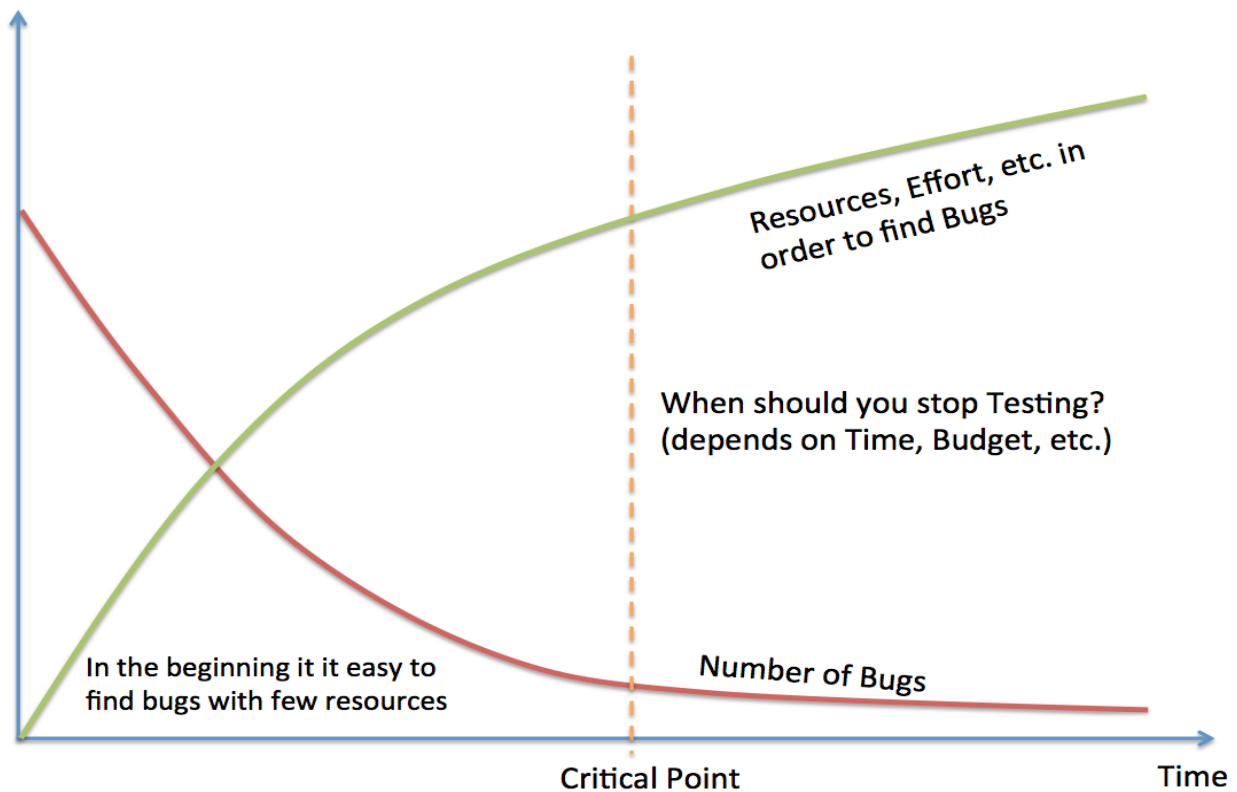 Resources, Effort, etc. in
order to find Bugs
When should you stop Testing?
(depends on Time, Budget, etc.)
In the beginning it it easy to
find bugs with few resources
Number of Bugs
Critical Point
Time